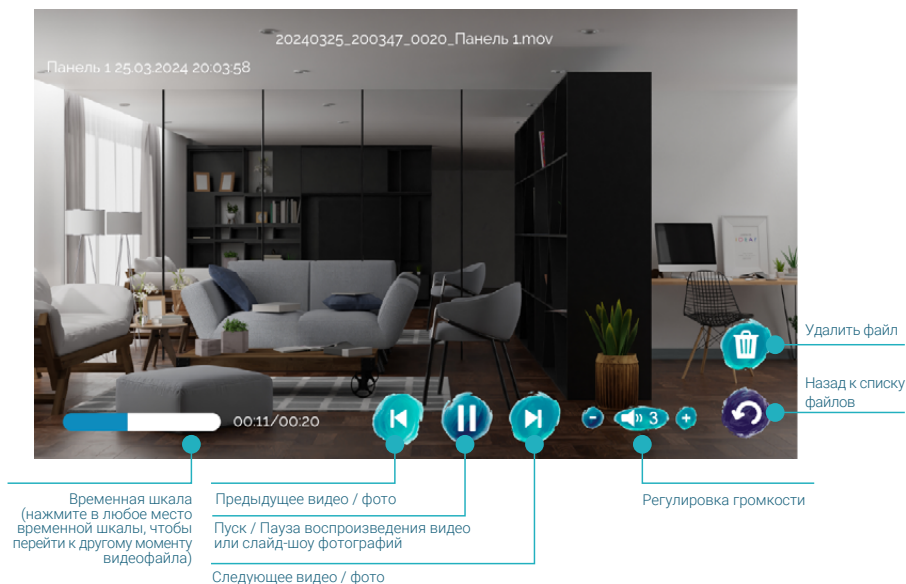 20240325_200347_0020_Панель 1.mov
Панель 1 25.03.2024 20:03:58
Удалить файл
Назад к списку
файлов
00:11/00:20
3
Временная шкала
(нажмите в любое место
временной шкалы, чтобы
перейти к другому моменту
видеофайла)
Предыдущее видео / фото
Пуск / Пауза воспроизведения видео
или слайд-шоу фотографий
Следующее видео / фото
Регулировка громкости